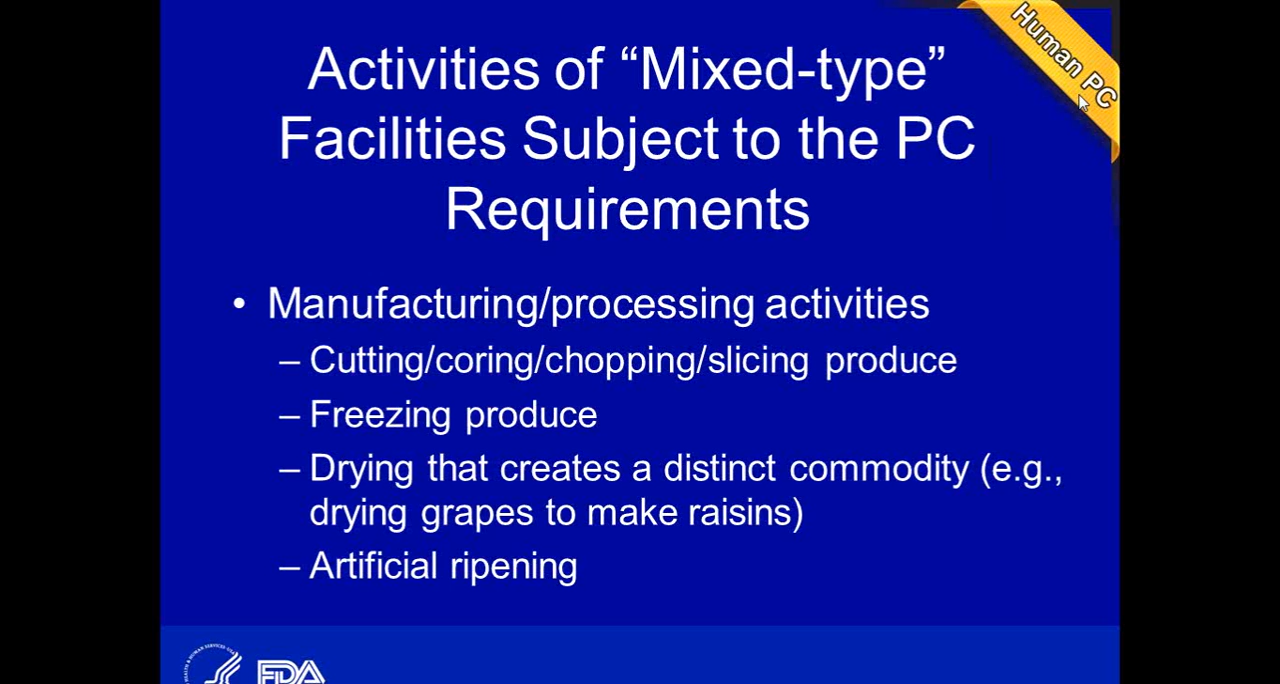 Human PC
Activities of “Mixed-type”
Facilities Subject to the PC
Requirements
• Manufacturing/processing activities
– Cutting/coring/chopping/slicing produce
– Freezing produce
– Drying that creates a distinct commodity (e.g.,
drying grapes to make raisins)
– Artificial ripening
FDA